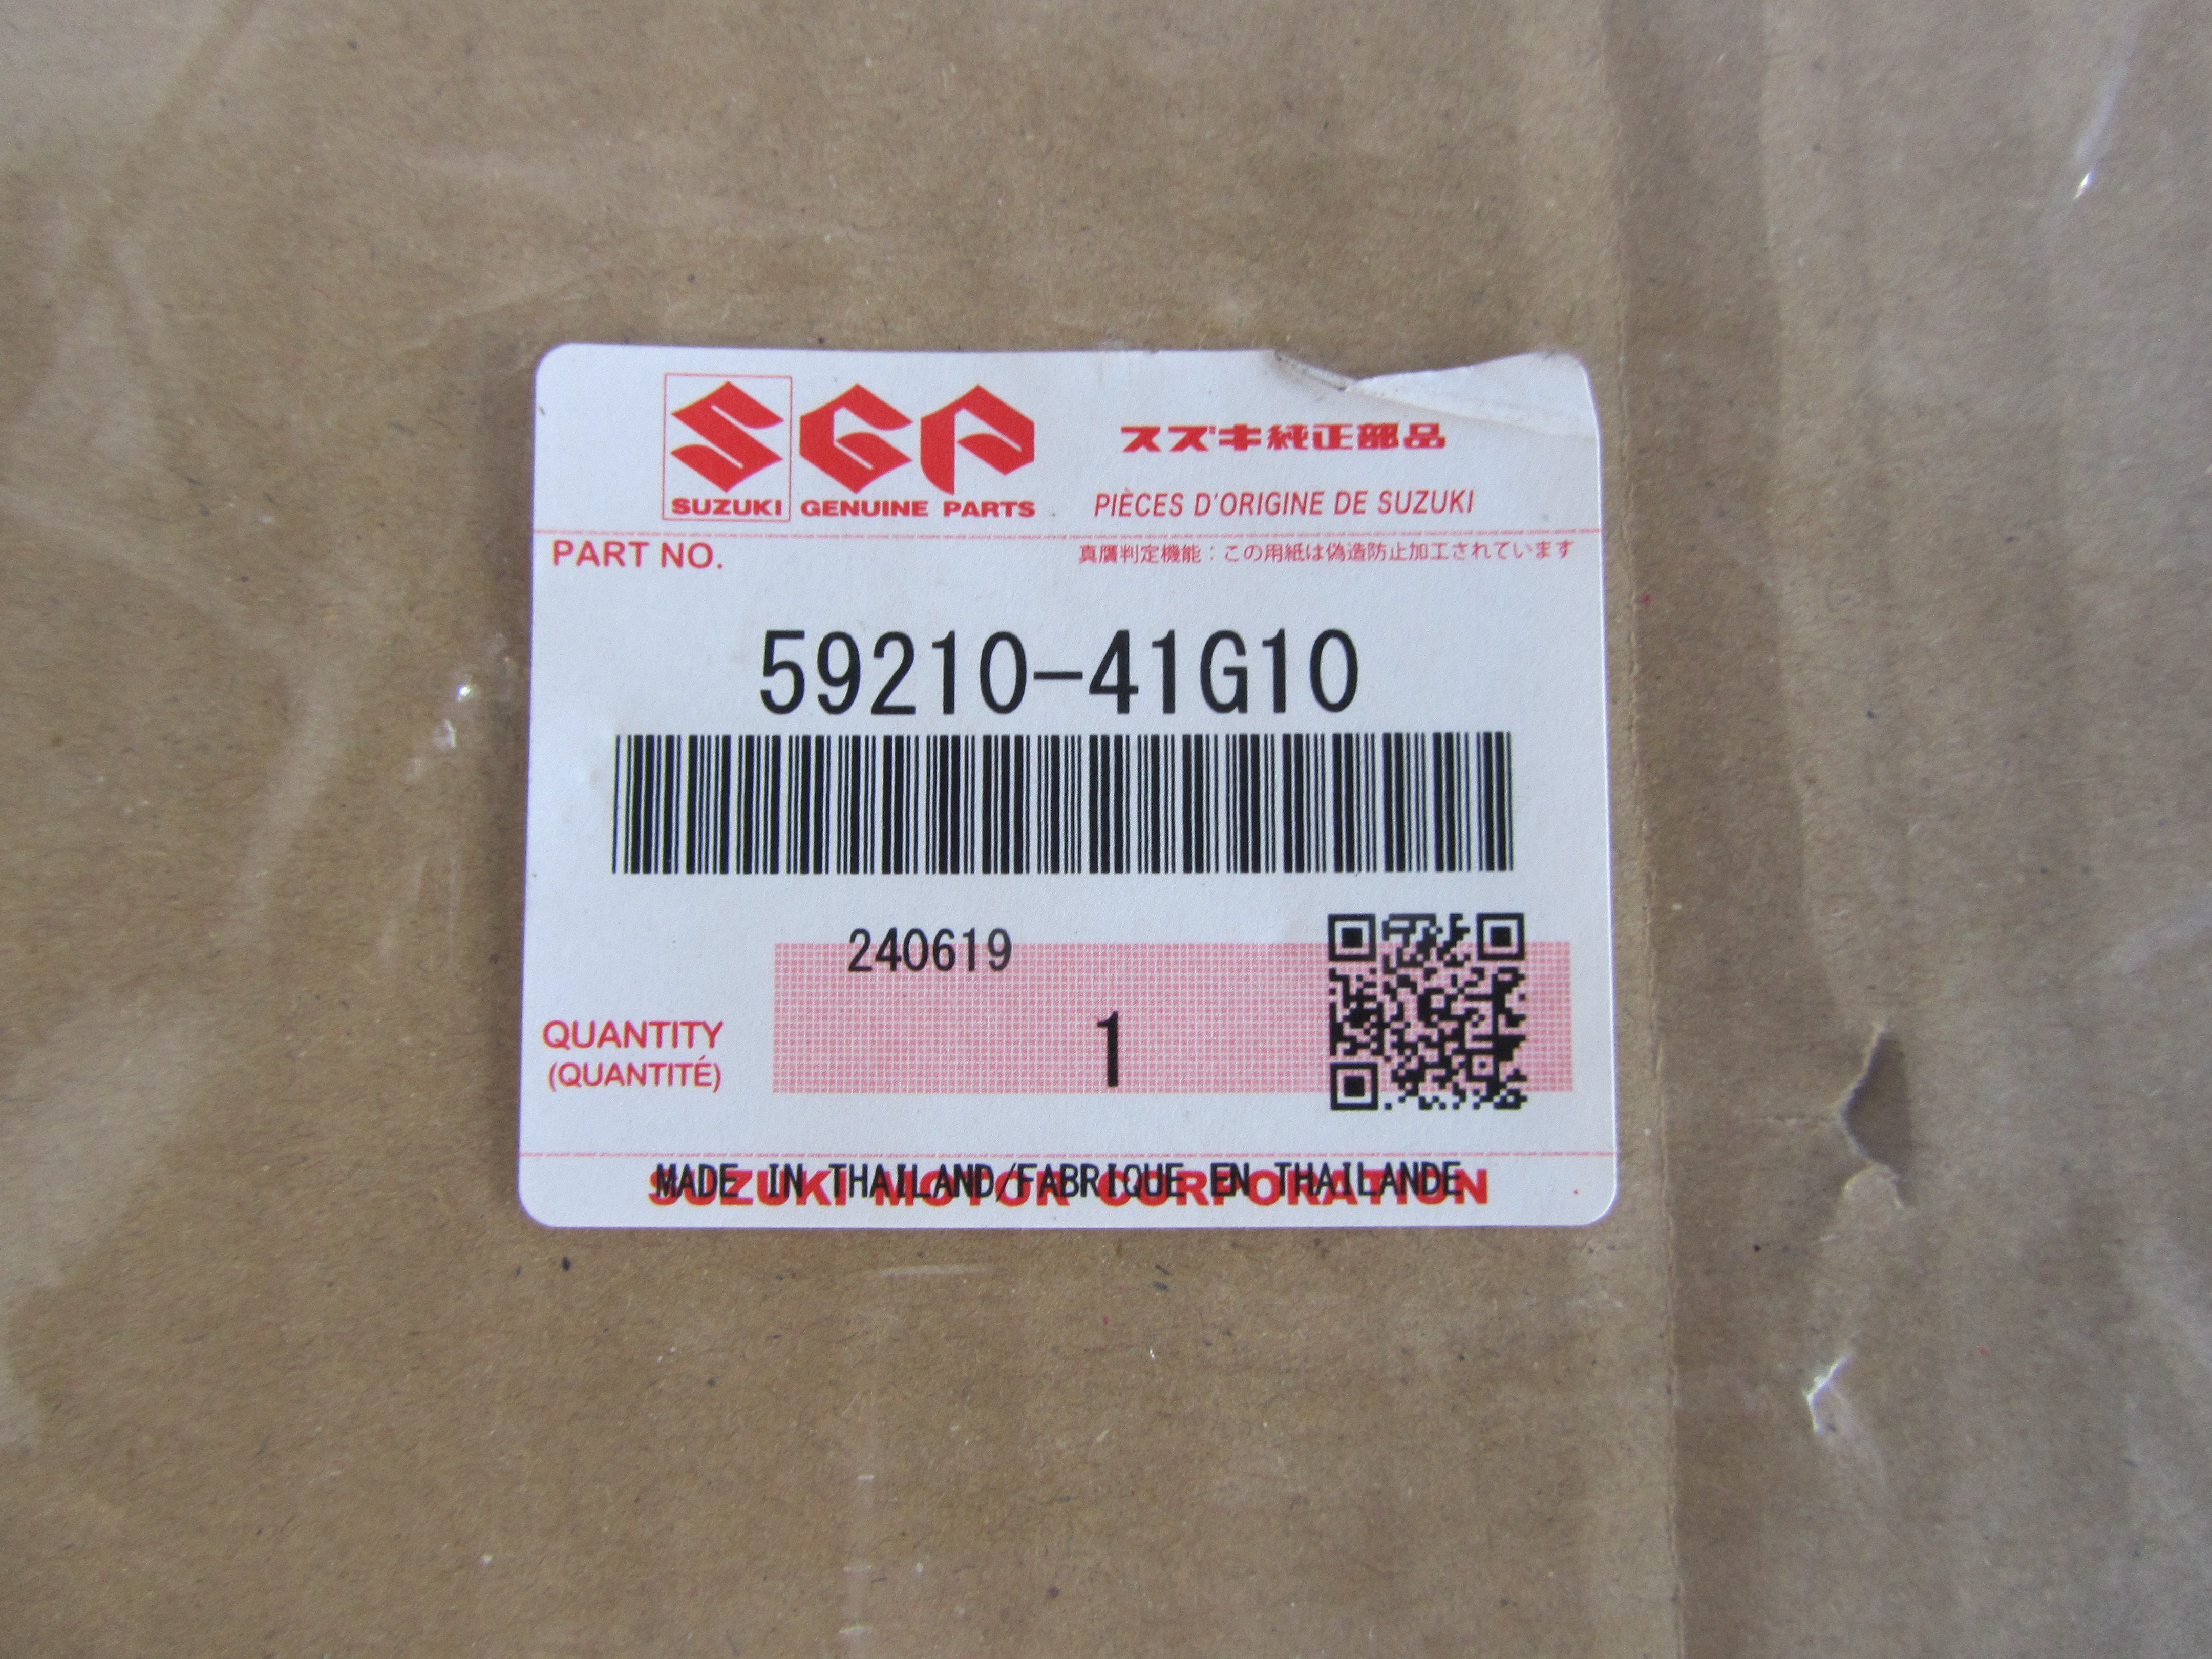 SGP
SUZUKI GENUINE PARTS
スズキ純正部品
PIÈCES D'ORIGINE DE SUZUKI
PART NO.
真贋判定機能：この用紙は偽造防止加工されています
59210-41G10
240619
QUANTITY
(QUANTITÉ)
1
MADE IN THAILAND/FABRIQUE EN THAILANDE
SUZUKI MOTOR CORPORATION